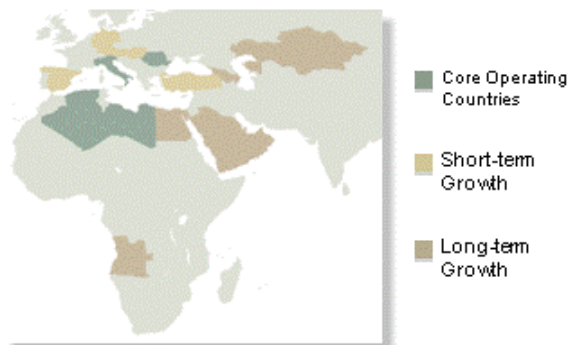 Core Operating
Countries
Short-term
Growth
Long-term
Growth